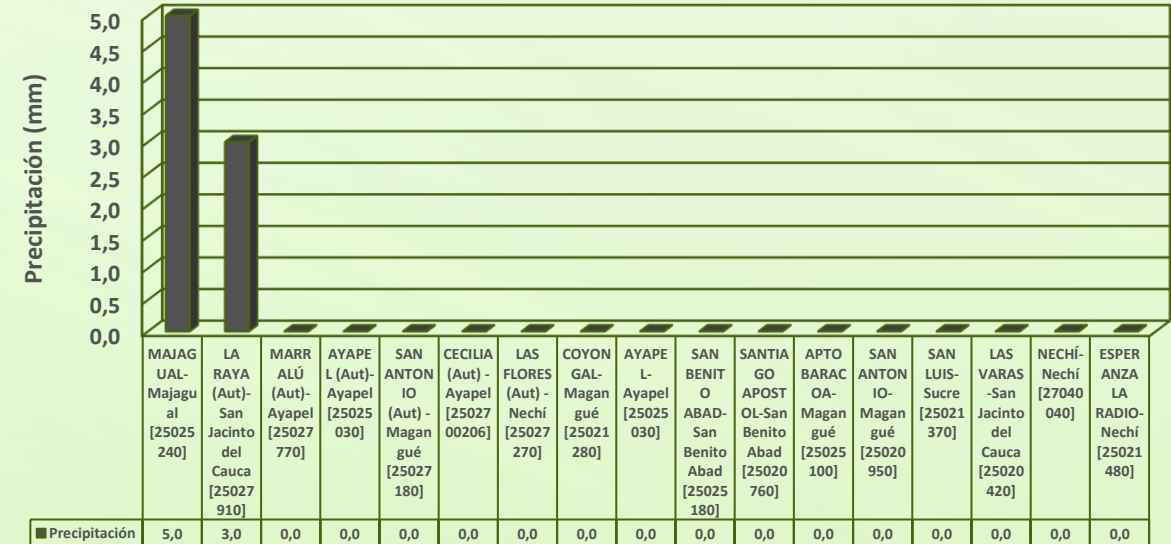 Precipitación (mm)
5,0
4,5
4,0
3,5
3,0
2,5
2,0
1,5
1,0
0,5
0,0
MAJAG
UAL-
Majagu
al
[25025
240]
LA
RAYA
(Aut)-
San
Jacinto
del
Cauca
[25027
910]
MARR
ALÚ
(Aut)-
Ayapel
[25027
770]
AYAPE
L (Aut)-
Ayapel
[25025
030]
SAN
ANTON
IO
(Aut) -
Magan
gué
[25027
180]
CECILIA
(Aut) -
Ayapel
[25027
00206]
LAS
FLORES
(Aut) -
Nechí
[25027
270]
COYON
GAL-
Magan
gué
[25021
280]
AYAPE
L-
Ayapel
[25025
030]
SAN
BENIT
O
ABAD-
San
Benito
Abad
[25025
180]
SANTIA
GO
APOST
OL-San
Benito
Abad
[25020
760]
APTO
BARAC
OA-
Magan
gué
[25025
100]
SAN
ANTON
IO-
Magan
gué
[25020
950]
SAN
LUIS-
Sucre
[25021
370]
LAS
VARAS
-San
Jacinto
del
Cauca
[25020
420]
NECHÍ-
Nechí
[27040
040]
ESPER
ANZA
LA
RADIO-
Nechí
[25021
480]
Precipitación 5,0 3,0 0,0 0,0 0,0 0,0 0,0 0,0 0,0 0,0 0,0 0,0 0,0 0,0 0,0 0,0 0,0